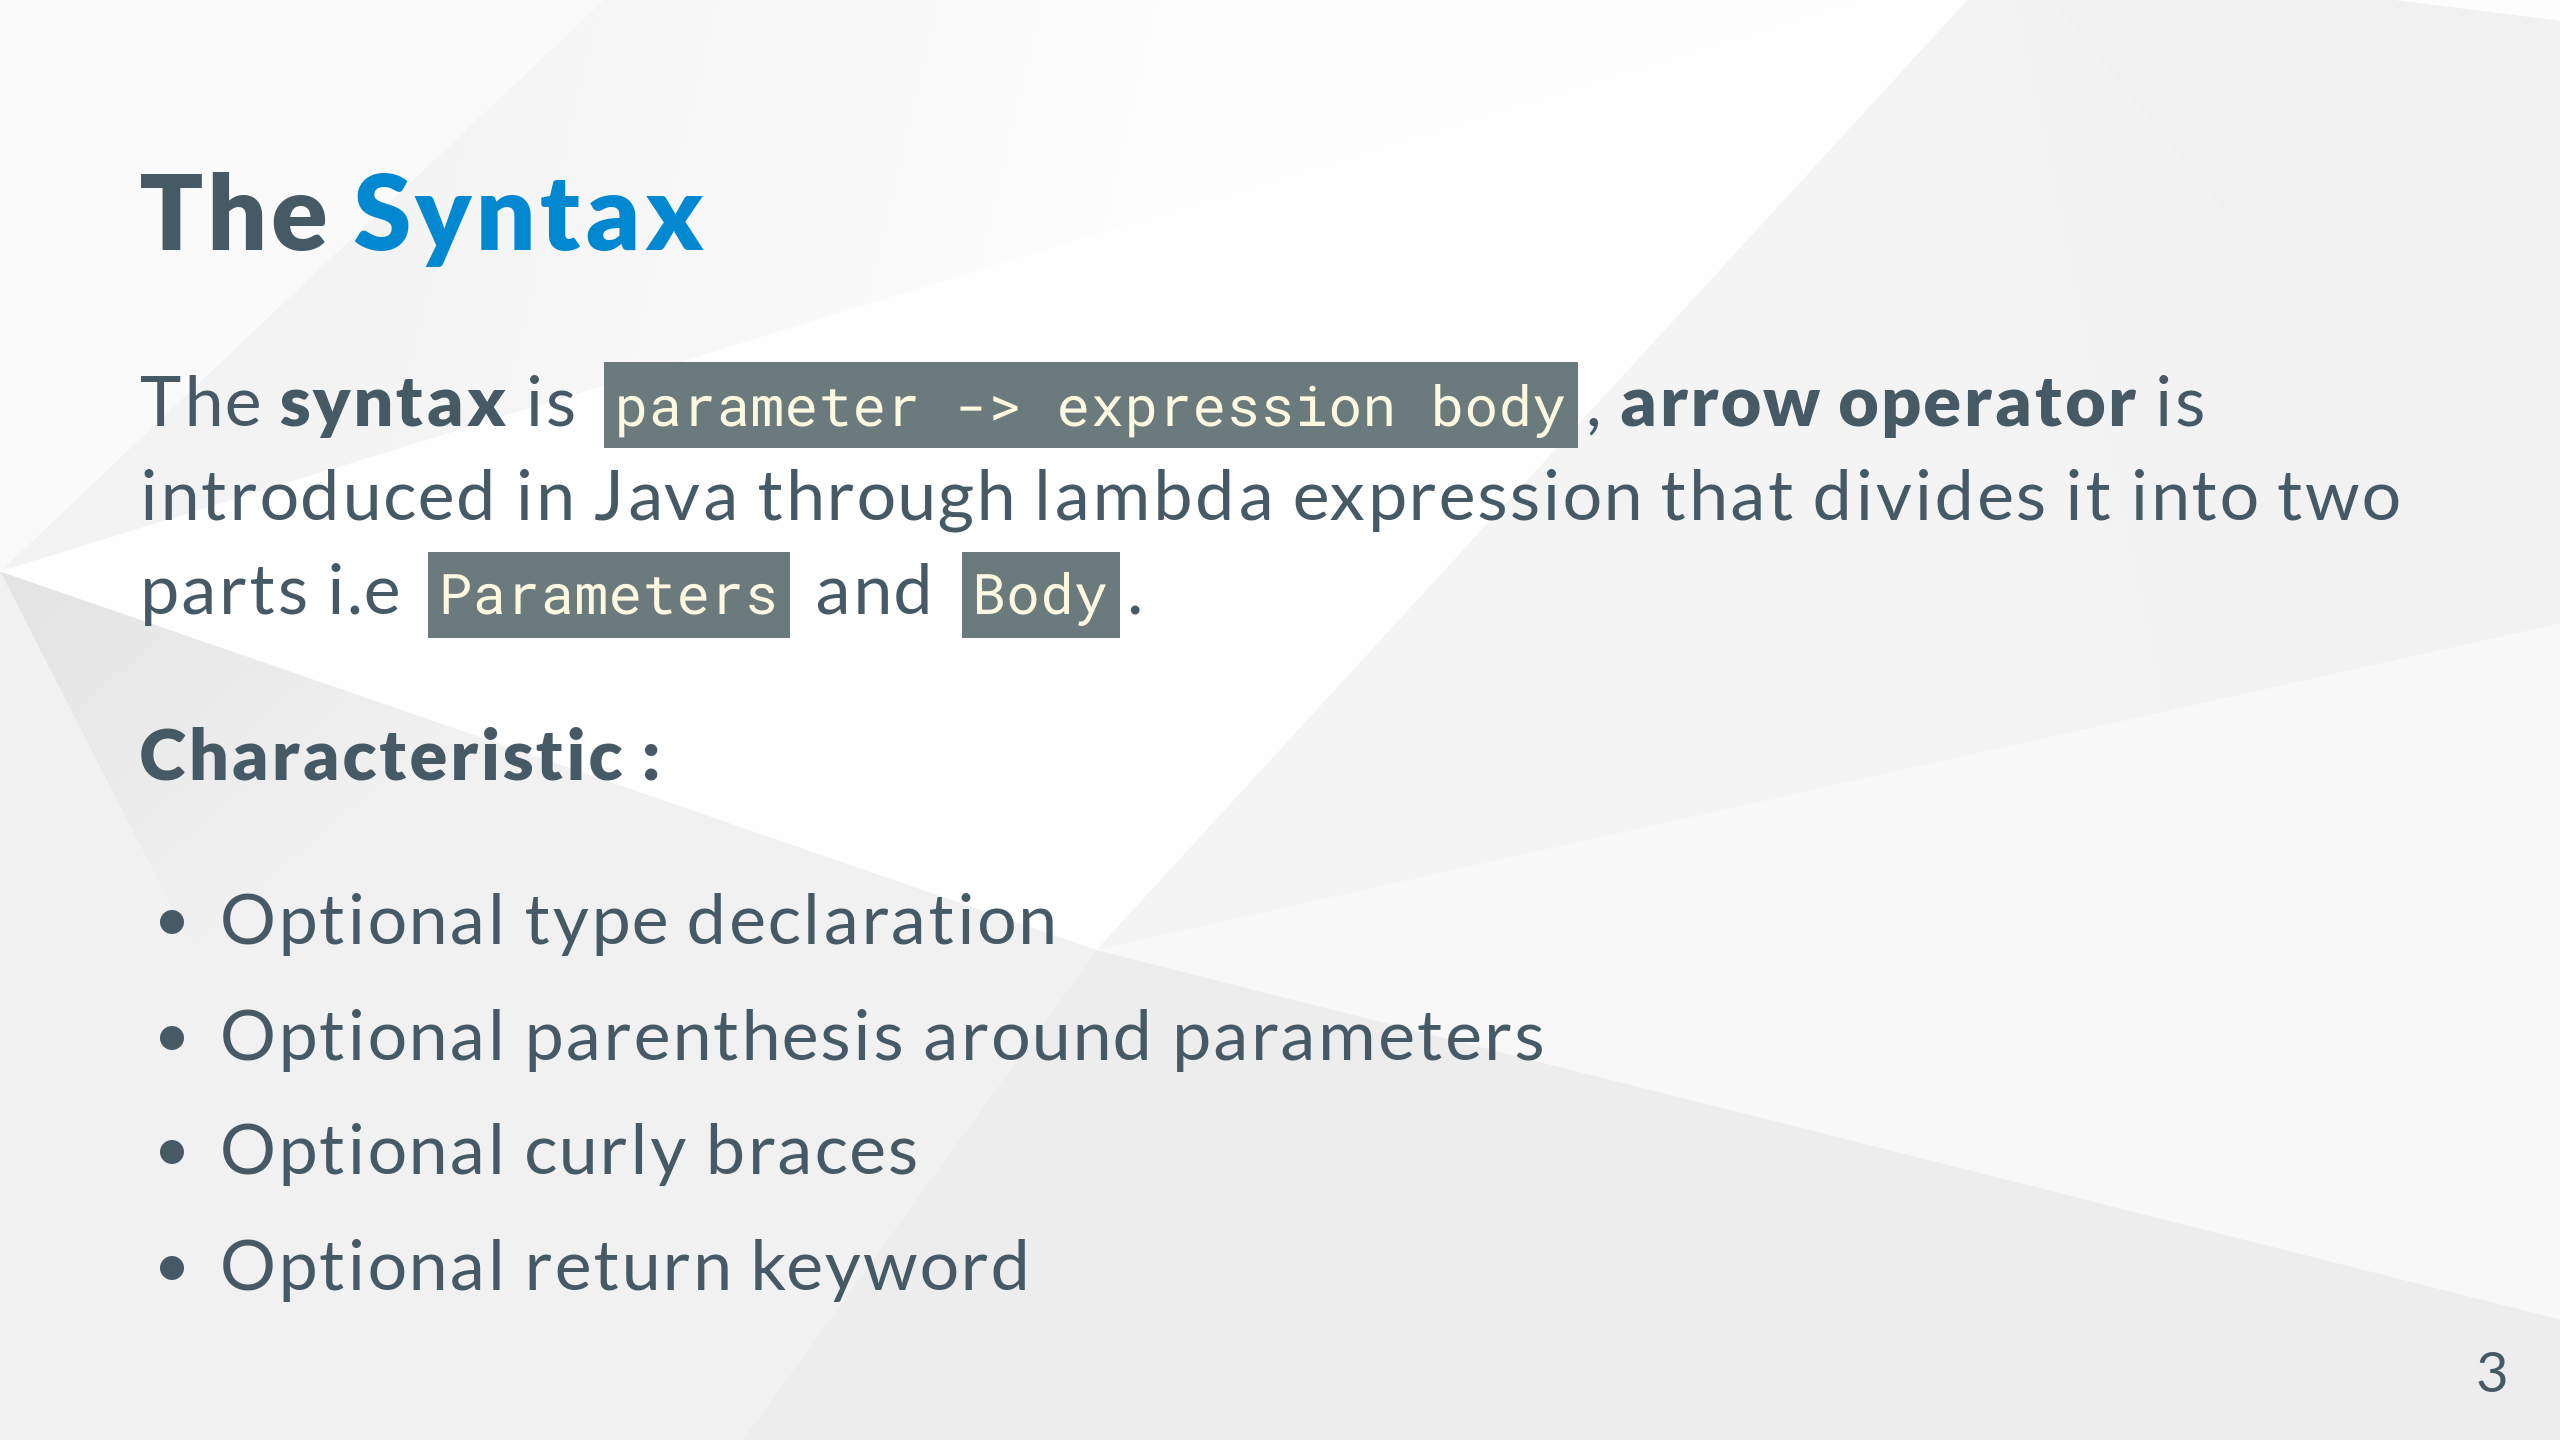 The Syntax
The syntax is parameter -> expression body, arrow operator is
introduced in Java through lambda expression that divides it into two
parts i.e Parameters and Body.
Characteristic :
• Optional type declaration
• Optional parenthesis around parameters
• Optional curly braces
• Optional return keyword
3